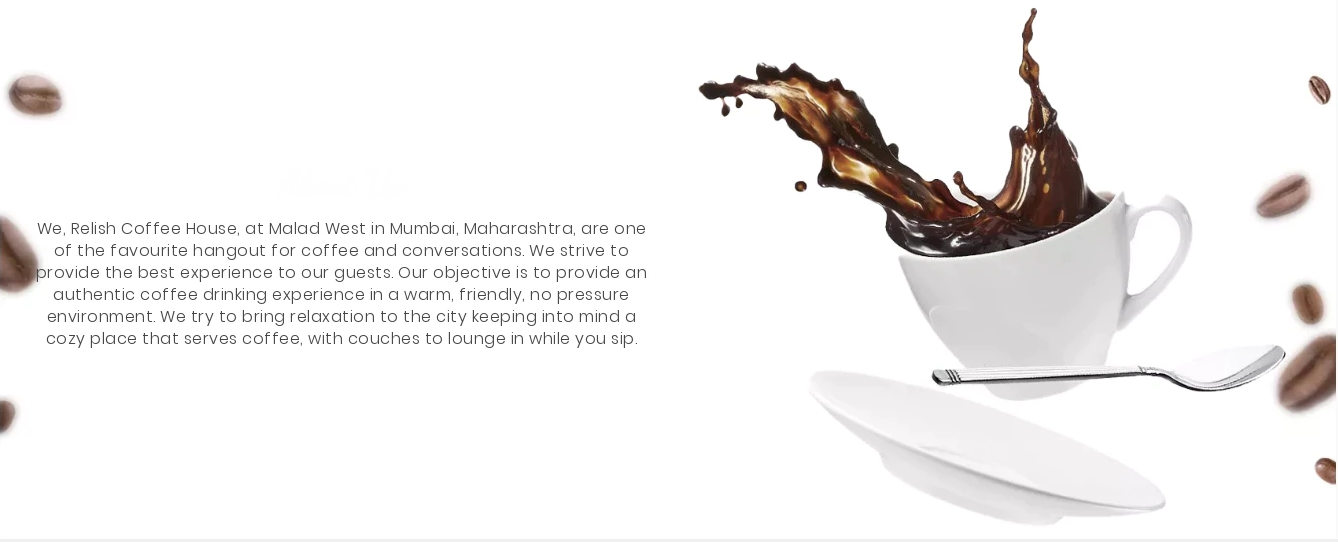 We, Relish Coffee House, at Malad West in Mumbai, Maharashtra, are one
of the favourite hangout for coffee and conversations. We strive to
provide the best experience to our guests. Our objective is to provide an
authentic coffee drinking experience in a warm, friendly, no pressure
environment. We try to bring relaxation to the city keeping into mind a
cozy place that serves coffee, with couches to lounge in while you sip.